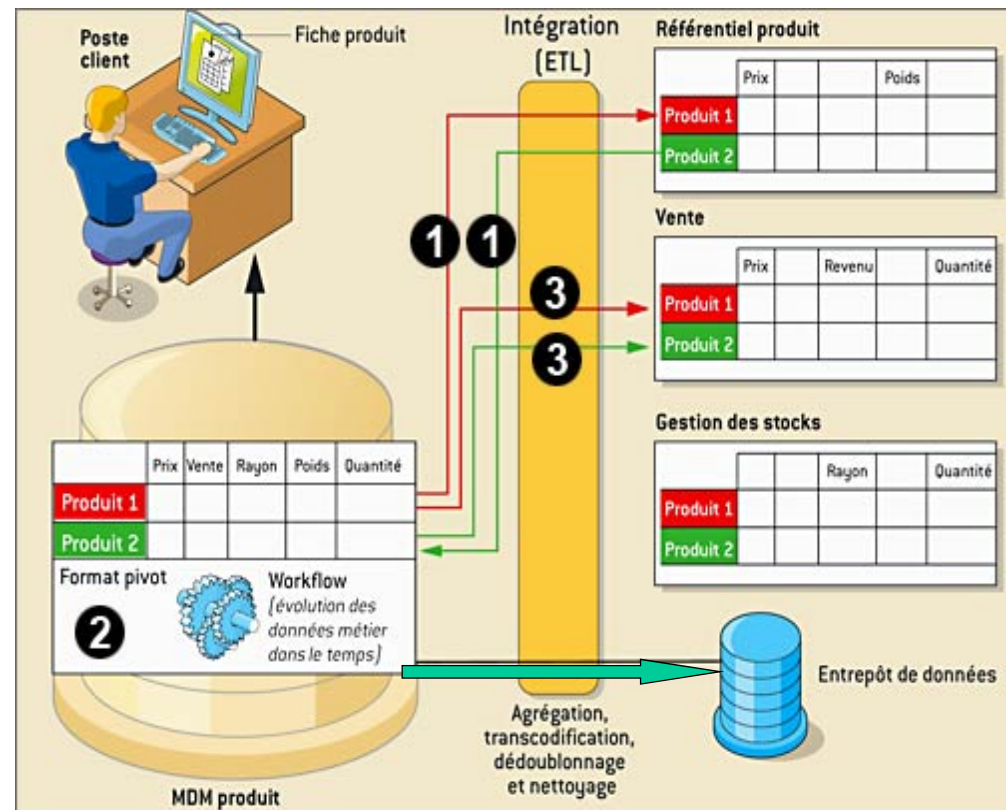 Poste
client
Fiche produit
Intégration
(ETL)
Référentiel produit
Prix Poids
Produit 1
Produit 2
1 1
Vente
Prix Revenu Quantité
Produit 1
Produit 2
3
3
Gestion des stocks
Rayon Quantité
Produit 1
Produit 2
Prix Vente Rayon Poids Quantité
Produit 1
Produit 2
Format pivot
2
Workflow
(évolution des
données métier
dans le temps)
Entrepôt de données
Agrégation,
transcodification,
dédoublonnage
et nettoyage
MDM produit